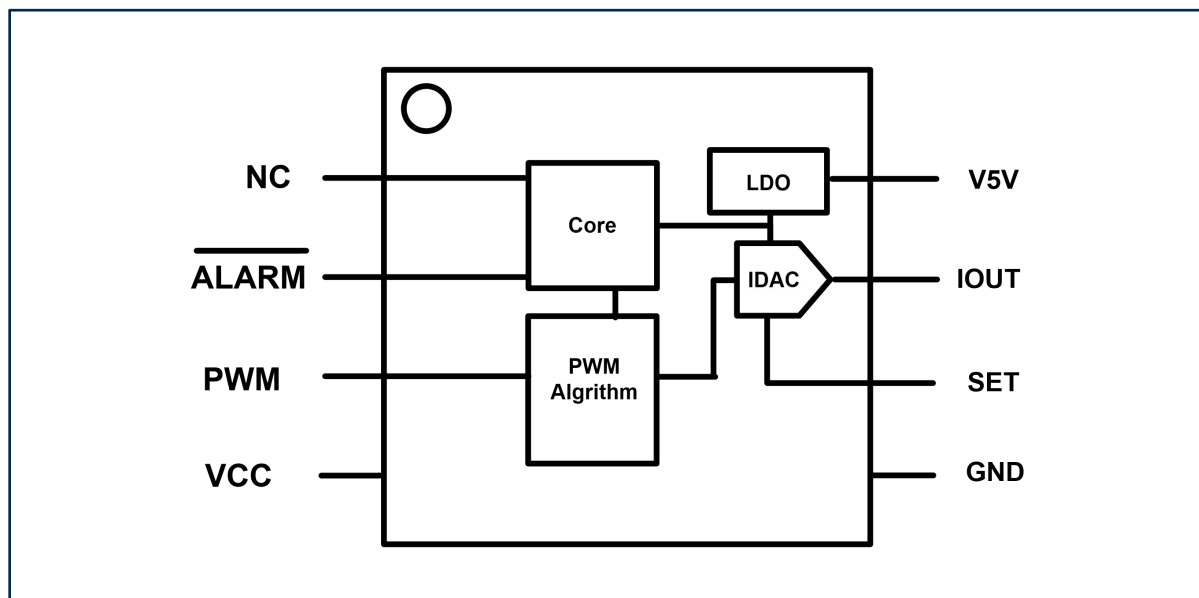 NC
ALARM
PWM
VCC
Core
PWM
Algrithm
LDO
IDAC
V5V
IOUT
SET
GND